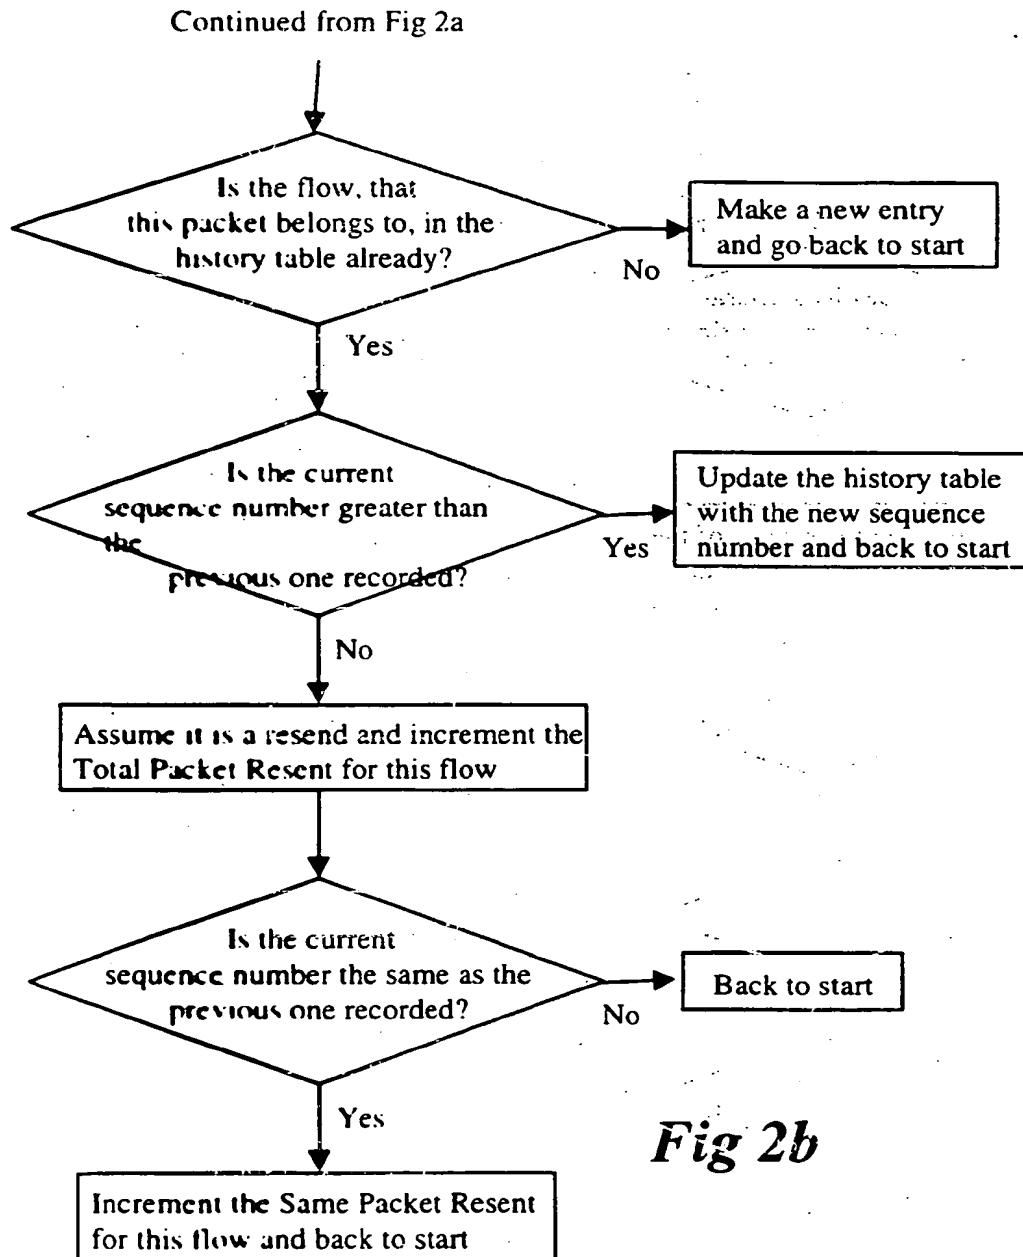 Continued from Fig 2a
Is the flow, that
this packet belongs to, in the
history table already?
Make a new entry
and go back to start
No
Yes
Is the current
sequence number greater than
the
previous one recorded?
Update the history table
with the new sequence
number and back to start
Yes
No
Assume it is a resend and increment the
Total Packet Resent for this flow
Is the current
sequence number the same as the
previous one recorded?
Back to start
No
Yes
Fig 2b
Increment the Same Packet Resent
for this flow and back to start